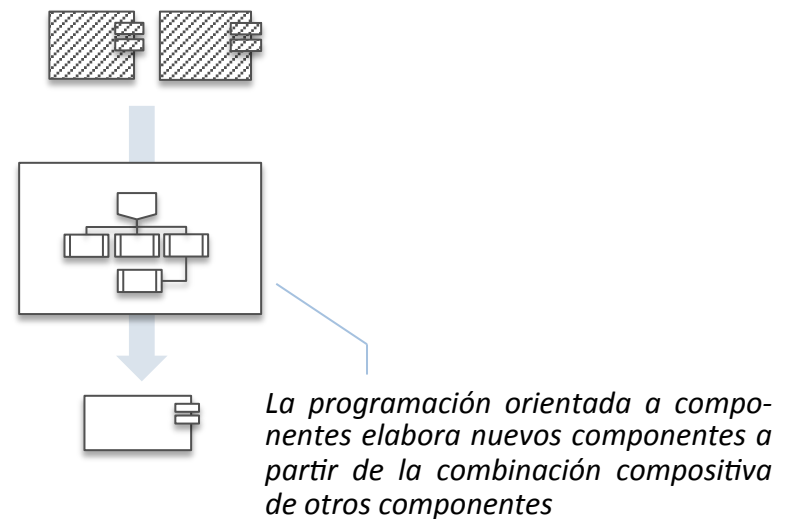 La programación orientada a compo-
nentes elabora nuevos componentes a
partir de la combinación compositiva
de otros componentes